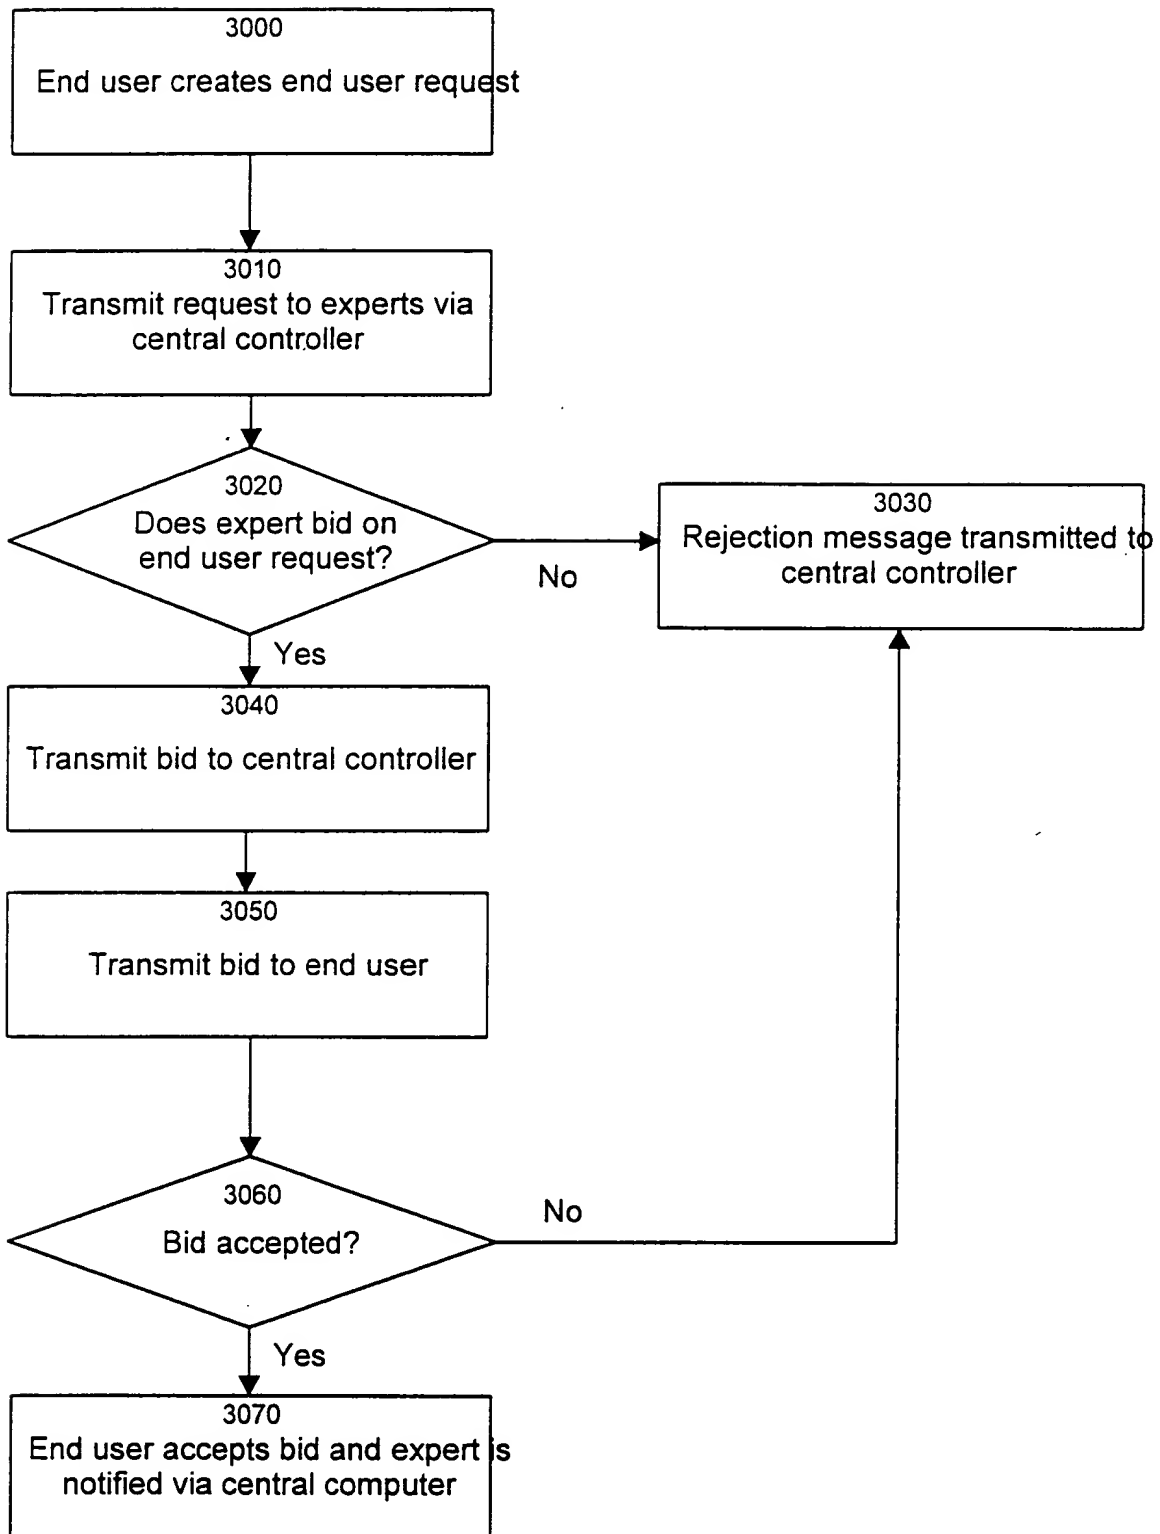 3000
End user creates end user request
3010
Transmit request to experts via
central controller
3020
Does expert bid on
end user request?
No
3030
Rejection message transmitted to
central controller
Yes
3040
Transmit bid to central controller
3050
Transmit bid to end user
3060
Bid accepted?
No
Yes
3070
End user accepts bid and expert is
notified via central computer